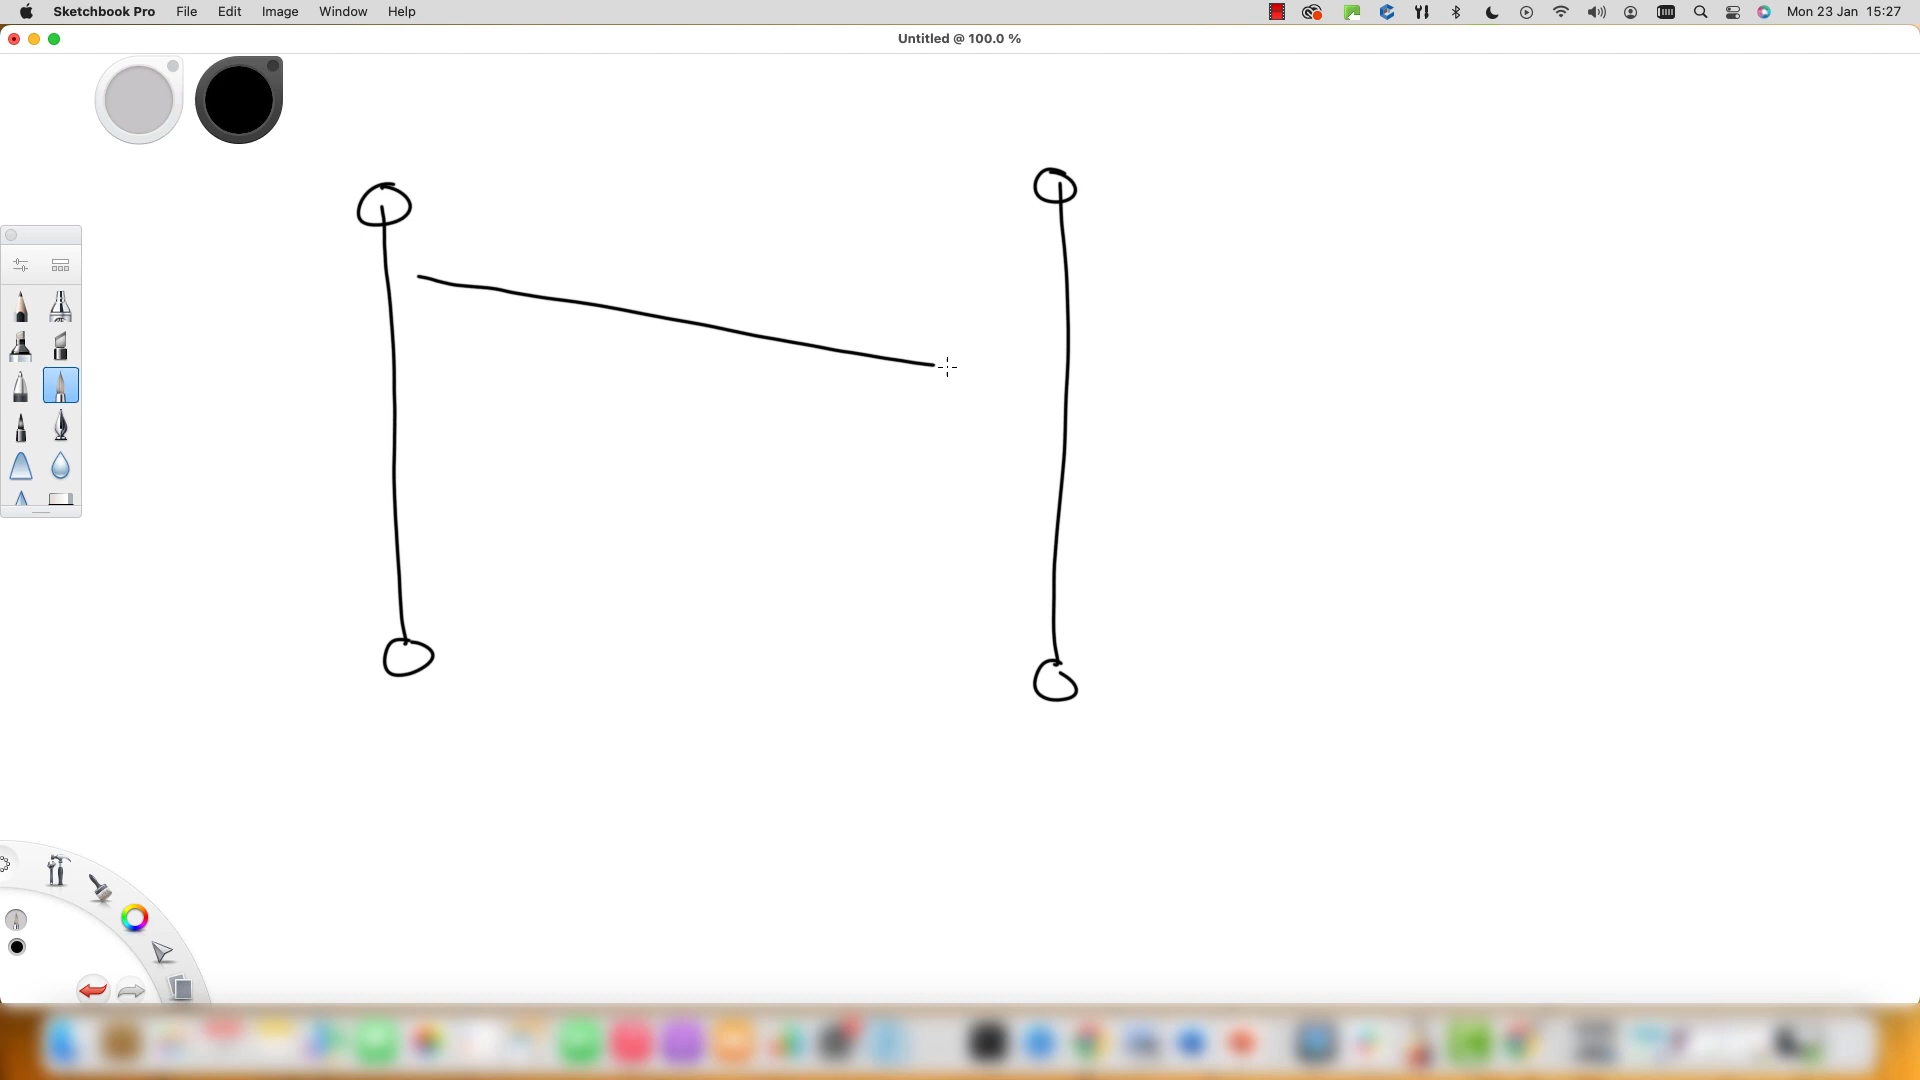 Sketchbook Pro File Edit Image Window Help Mon 23 Jan 15:27
Untitled @ 100.0 %